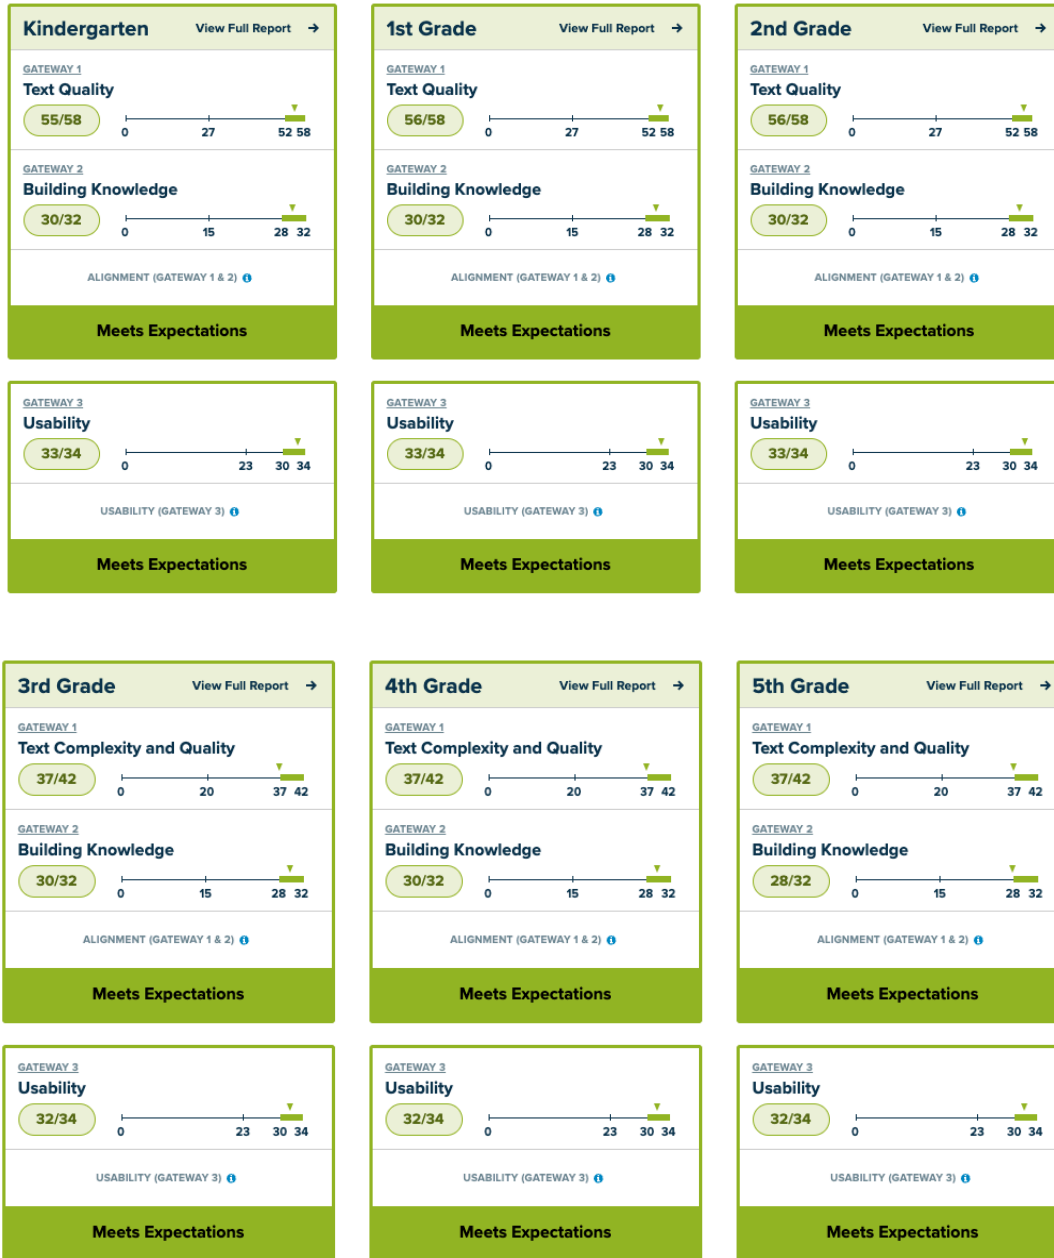 Kindergarten View Full Report →
GATEWAY 1
Text Quality
55/58
0 27 52 58
GATEWAY 2
Building Knowledge
30/32
0 15 28 32
ALIGNMENT (GATEWAY 1 & 2)
Meets Expectations
GATEWAY 3
Usability
33/34
0 23 30 34
USABILITY (GATEWAY 3)
Meets Expectations
1st Grade View Full Report →
GATEWAY 1
Text Quality
56/58
0 27 52 58
GATEWAY 2
Building Knowledge
30/32
0 15 28 32
ALIGNMENT (GATEWAY 1 & 2)
Meets Expectations
GATEWAY 3
Usability
33/34
0 23 30 34
USABILITY (GATEWAY 3)
Meets Expectations
2nd Grade View Full Report →
GATEWAY 1
Text Quality
56/58
0 27 52 58
GATEWAY 2
Building Knowledge
30/32
0 15 28 32
ALIGNMENT (GATEWAY 1 & 2)
Meets Expectations
GATEWAY 3
Usability
33/34
0 23 30 34
USABILITY (GATEWAY 3)
Meets Expectations
3rd Grade View Full Report →
GATEWAY 1
Text Complexity and Quality
37/42
0 20 37 42
GATEWAY 2
Building Knowledge
30/32
0 15 28 32
ALIGNMENT (GATEWAY 1 & 2)
Meets Expectations
GATEWAY 3
Usability
32/34
0 23 30 34
USABILITY (GATEWAY 3)
Meets Expectations
4th Grade View Full Report →
GATEWAY 1
Text Complexity and Quality
37/42
0 20 37 42
GATEWAY 2
Building Knowledge
30/32
0 15 28 32
ALIGNMENT (GATEWAY 1 & 2)
Meets Expectations
GATEWAY 3
Usability
32/34
0 23 30 34
USABILITY (GATEWAY 3)
Meets Expectations
5th Grade View Full Report →
GATEWAY 1
Text Complexity and Quality
37/42
0 20 37 42
GATEWAY 2
Building Knowledge
28/32
0 15 28 32
ALIGNMENT (GATEWAY 1 & 2)
Meets Expectations
GATEWAY 3
Usability
32/34
0 23 30 34
USABILITY (GATEWAY 3)
Meets Expectations